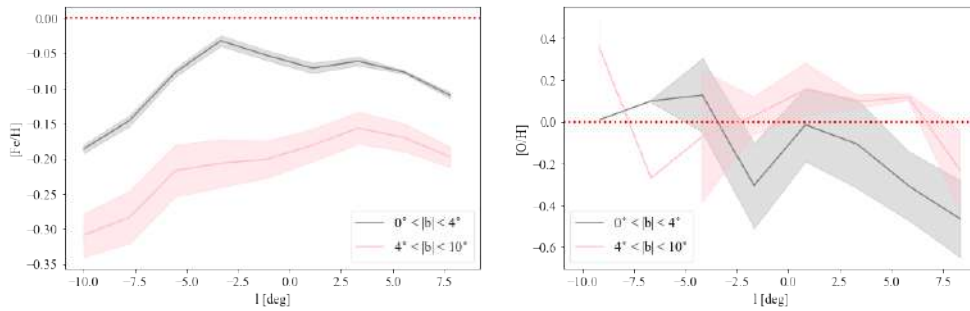 0.00
−0.05
−0.10
−0.15
−0.20
−0.25
−0.30
−0.35
[Fe/H]
0° < |b| < 4°
4° < |b| < 10°
−10.0 −7.5 −5.0 −2.5 0.0 2.5 5.0 7.5
l [deg]
0.4
0.2
0.0
−0.2
−0.4
−0.6
[O/H]
0° < |b| < 4°
4° < |b| < 10°
−10.0 −7.5 −5.0 −2.5 0.0 2.5 5.0 7.5
l [deg]